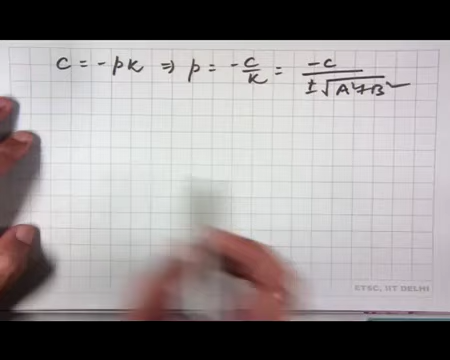 C = -pK ⇒ p = -C/K = -C/±√A²+B²
ETSC, IIT DELHI